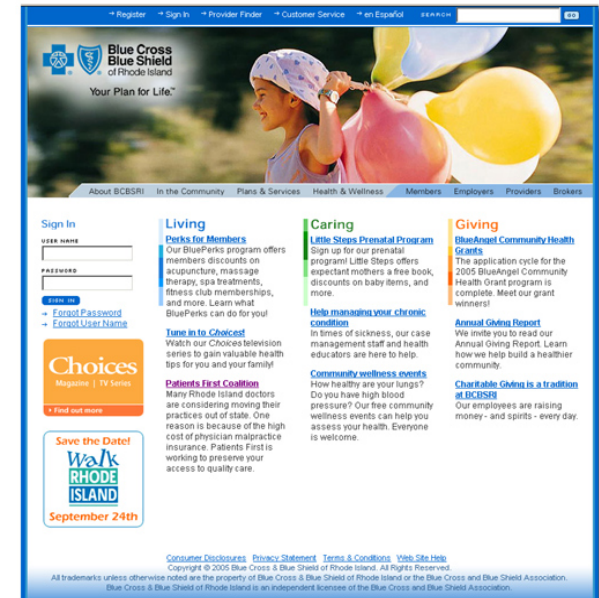 Register Sign In Provider Finder Customer Service en Español SEARCH GO
Blue Cross
Blue Shield
of Rhode Island
Your Plan for Life.™
About BCBSRI In the Community Plans & Services Health & Wellness Members Employers Providers Brokers
Sign In
USER NAME
PASSWORD
SIGN IN
Forgot Password
Forgot User Name
Choices
Magazine | TV Series
Find out more
Save the Date!
Walk
RHODE
ISLAND
September 24th
Living
Perks for Members
Our BluePerks program offers
members discounts on
acupuncture, massage
therapy, spa treatments,
fitness club memberships,
and more. Learn what
BluePerks can do for you!
Tune in to Choices!
Watch our Choices television
series to gain valuable health
tips for you and your family!
Patients First Coalition
Many Rhode Island doctors
are considering moving their
practices out of state. One
reason is because of the high
cost of physician malpractice
insurance. Patients First is
working to preserve your
access to quality care.
Caring
Little Steps Prenatal Program
Sign up for our prenatal
program! Little Steps offers
expectant mothers a free book,
discounts on baby items, and
more.
Help managing your chronic
condition
In times of sickness, our case
management staff and health
educators are here to help.
Community wellness events
How healthy are your lungs?
Do you have high blood
pressure? Our free community
wellness events can help you
assess your health. Everyone
is welcome.
Giving
BlueAngel Community Health
Grants
The application cycle for the
2005 BlueAngel Community
Health Grant program is
complete. Meet our grant
winners!
Annual Giving Report
We invite you to read our
Annual Giving Report. Learn
how we help build a healthier
community.
Charitable Giving is a tradition
at BCBSRI
Our employees are raising
money - and spirits - every day.
Consumer Disclosures Privacy Statement Terms & Conditions Web Site Help
Copyright © 2005 Blue Cross & Blue Shield of Rhode Island. All Rights Reserved.
All trademarks unless otherwise noted are the property of Blue Cross & Blue Shield of Rhode Island or the Blue Cross and Blue Shield Association.
Blue Cross & Blue Shield of Rhode Island is an independent licensee of the Blue Cross and Blue Shield Association.